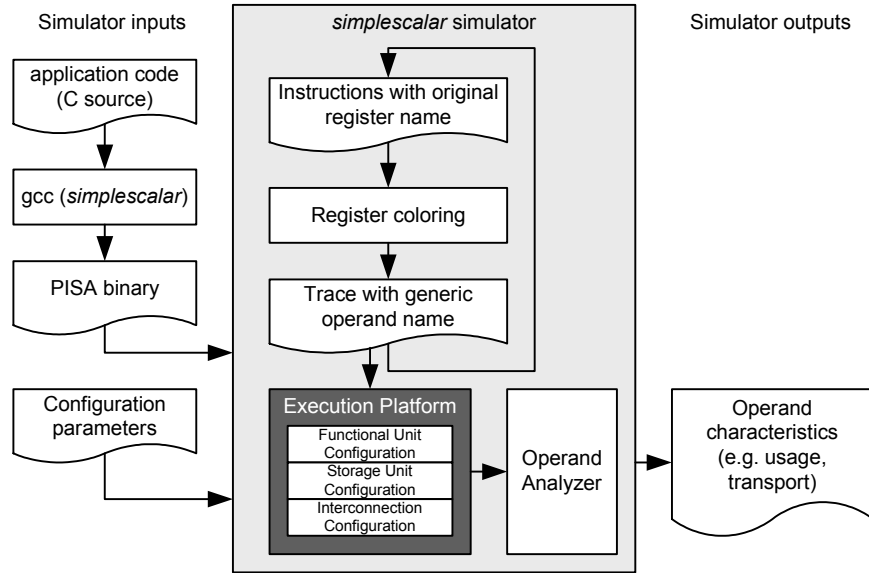 Simulator inputs
simplescalar simulator
Simulator outputs
application code
(C source)
gcc (simplescalar)
PISA binary
Configuration
parameters
Instructions with original
register name
Register coloring
Trace with generic
operand name
Execution Platform
Functional Unit
Configuration
Storage Unit
Configuration
Interconnection
Configuration
Operand
Analyzer
Operand
characteristics
(e.g. usage,
transport)